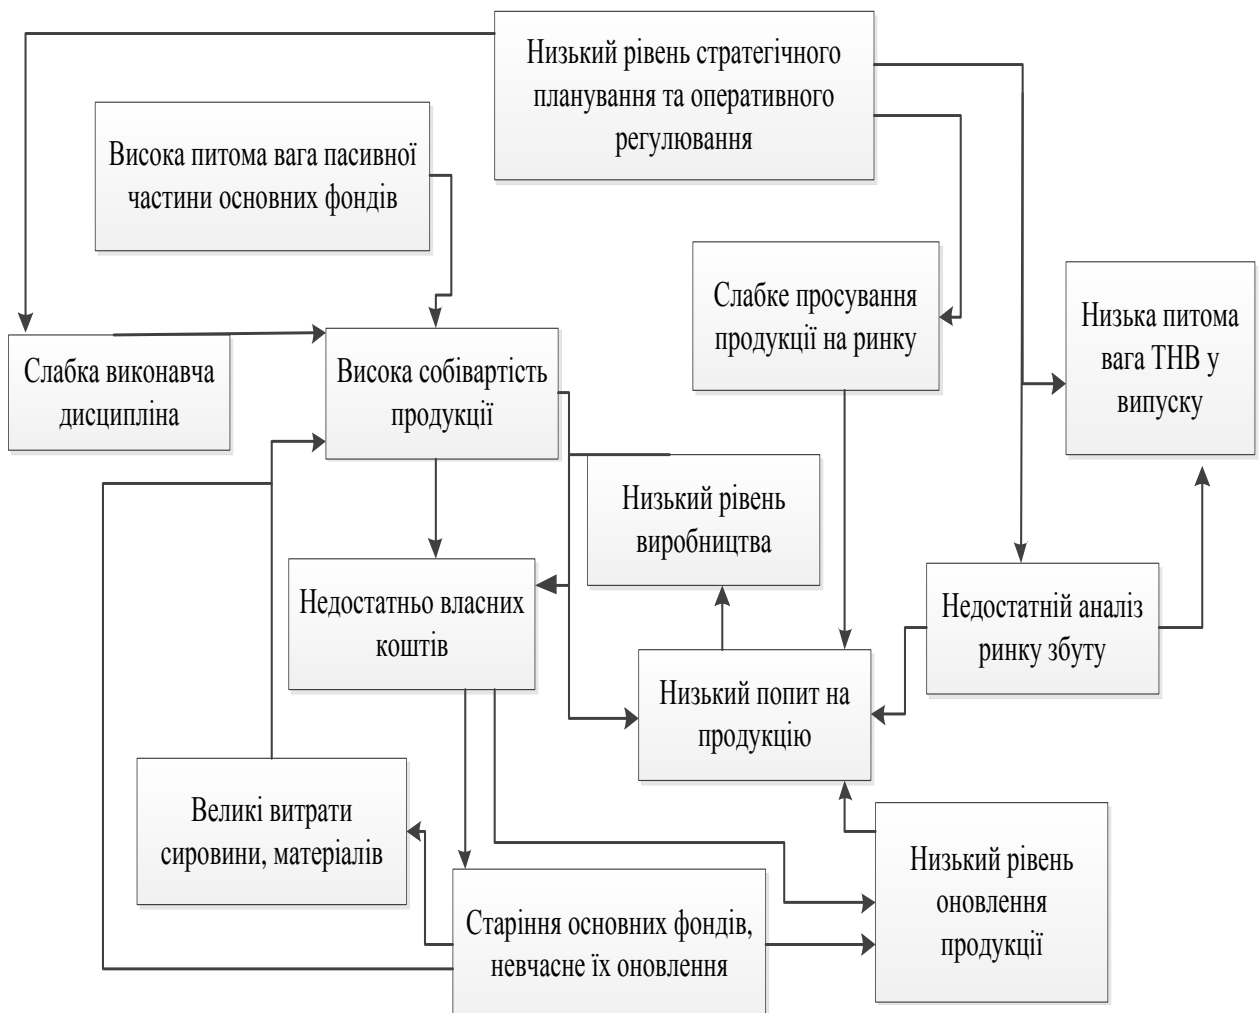 Низький рівень стратегічного
планування та оперативного
регулювання
Висока питома вага пасивної
частини основних фондів
Слабке просування
продукції на ринку
Низька питома
вага ТНВ у
випуску
Слабка виконавча
дисципліна
Висока собівартість
продукції
Низький рівень
виробництва
Недостатньо власних
коштів
Недостатній аналіз
ринку збуту
Низький попит на
продукцію
Великі витрати
сировини, матеріалів
Старіння основних фондів,
невчасне їх оновлення
Низький рівень
оновлення
продукції